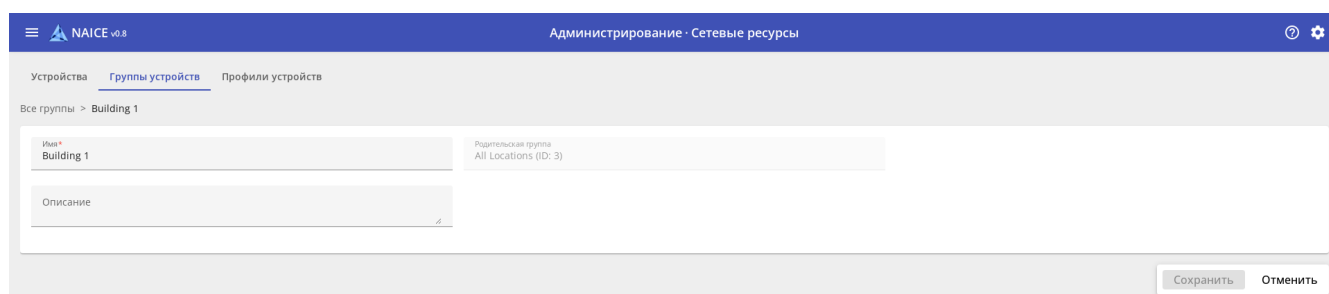 NAICE v0.8 Администрирование · Сетевые ресурсы
Устройства Группы устройств Профили устройств
Все группы > Building 1
Имя* Родительская группа
Building 1 All Locations (ID: 3)
Описание
Сохранить Отменить